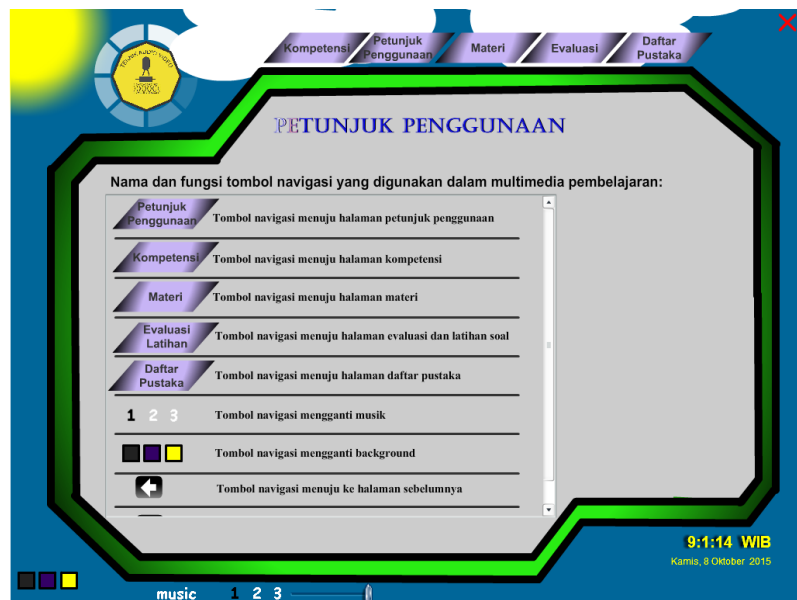 TEKNIK AUDIO VIDEO
Kompetensi
Petunjuk
Penggunaan
Materi
Evaluasi
Daftar
Pustaka
PETUNJUK PENGGUNAAN
Nama dan fungsi tombol navigasi yang digunakan dalam multimedia pembelajaran:
Petunjuk
Penggunaan
Tombol navigasi menuju halaman petunjuk penggunaan
Kompetensi
Tombol navigasi menuju halaman kompetensi
Materi
Tombol navigasi menuju halaman materi
Evaluasi
Latihan
Tombol navigasi menuju halaman evaluasi dan latihan soal
Daftar
Pustaka
Tombol navigasi menuju halaman daftar pustaka
1 2 3
Tombol navigasi mengganti musik
Tombol navigasi mengganti background
Tombol navigasi menuju ke halaman sebelumnya
9:1:14 WIB
Kamis, 8 Oktober 2015
music 1 2 3